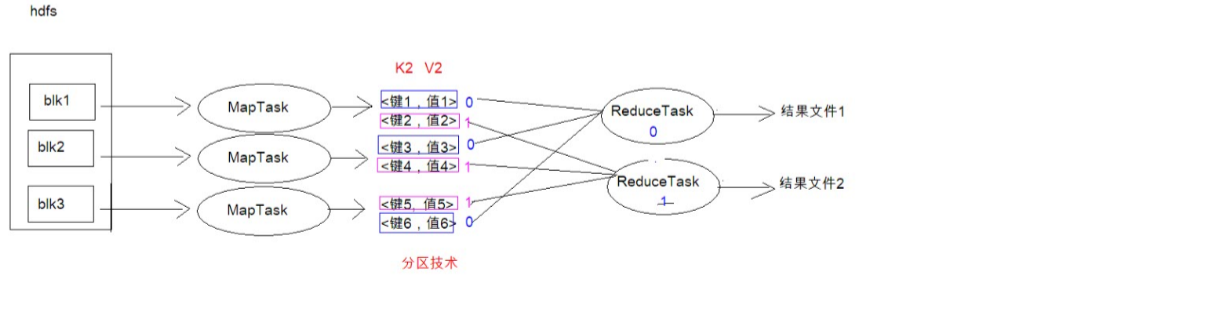 hdfs
K2 V2
blk1
MapTask
<键1，值1> 0
<键2，值2> 1
ReduceTask
0
结果文件1
blk2
MapTask
<键3，值3> 0
<键4，值4> 1
ReduceTask
1
结果文件2
blk3
MapTask
<键5, 值5> 1
<键6，值6> 0
分区技术